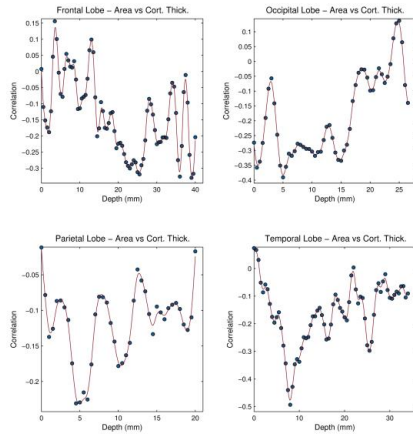 Frontal Lobe − Area vs Cort. Thick.
0.15
0.1
0.05
0
−0.05
−0.1
−0.15
−0.2
−0.25
−0.3
Correlation
0 10 20 30 40
Depth (mm)
Occipital Lobe − Area vs Cort. Thick.
0.1
0.05
0
−0.05
−0.1
−0.15
−0.2
−0.25
−0.3
−0.35
−0.4
Correlation
0 5 10 15 20 25
Depth (mm)
Parietal Lobe − Area vs Cort. Thick.
−0.05
−0.1
−0.15
−0.2
Correlation
0 5 10 15 20
Depth (mm)
Temporal Lobe − Area vs Cort. Thick.
0
−0.1
−0.2
−0.3
−0.4
−0.5
Correlation
0 10 20 30
Depth (mm)